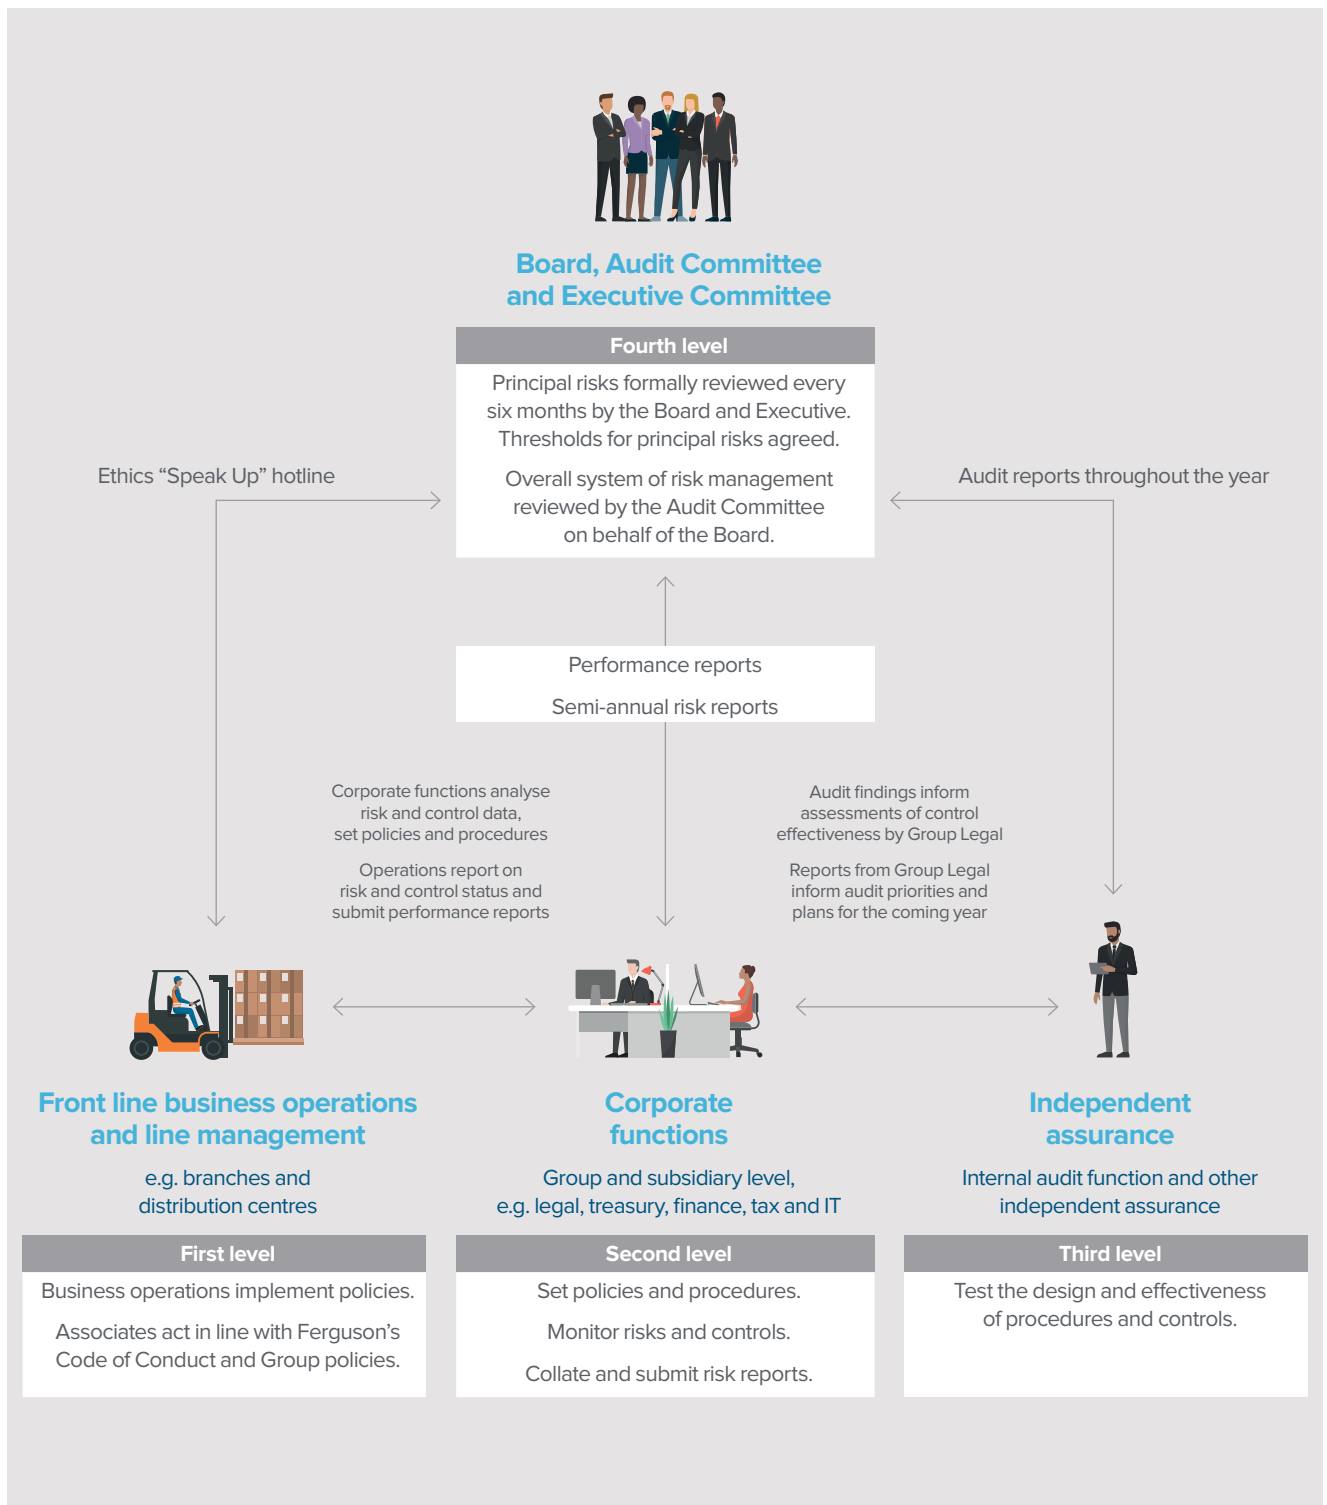 Board, Audit Committee
and Executive Committee
Fourth level
Principal risks formally reviewed every
six months by the Board and Executive.
Thresholds for principal risks agreed.
Overall system of risk management
reviewed by the Audit Committee
on behalf of the Board.
Ethics “Speak Up” hotline
Audit reports throughout the year
Performance reports
Semi-annual risk reports
Corporate functions analyse
risk and control data,
set policies and procedures
Operations report on
risk and control status and
submit performance reports
Audit findings inform
assessments of control
effectiveness by Group Legal
Reports from Group Legal
inform audit priorities and
plans for the coming year
Front line business operations
and line management
e.g. branches and
distribution centres
First level
Business operations implement policies.
Associates act in line with Ferguson’s
Code of Conduct and Group policies.
Corporate
functions
Group and subsidiary level,
e.g. legal, treasury, finance, tax and IT
Second level
Set policies and procedures.
Monitor risks and controls.
Collate and submit risk reports.
Independent
assurance
Internal audit function and other
independent assurance
Third level
Test the design and effectiveness
of procedures and controls.